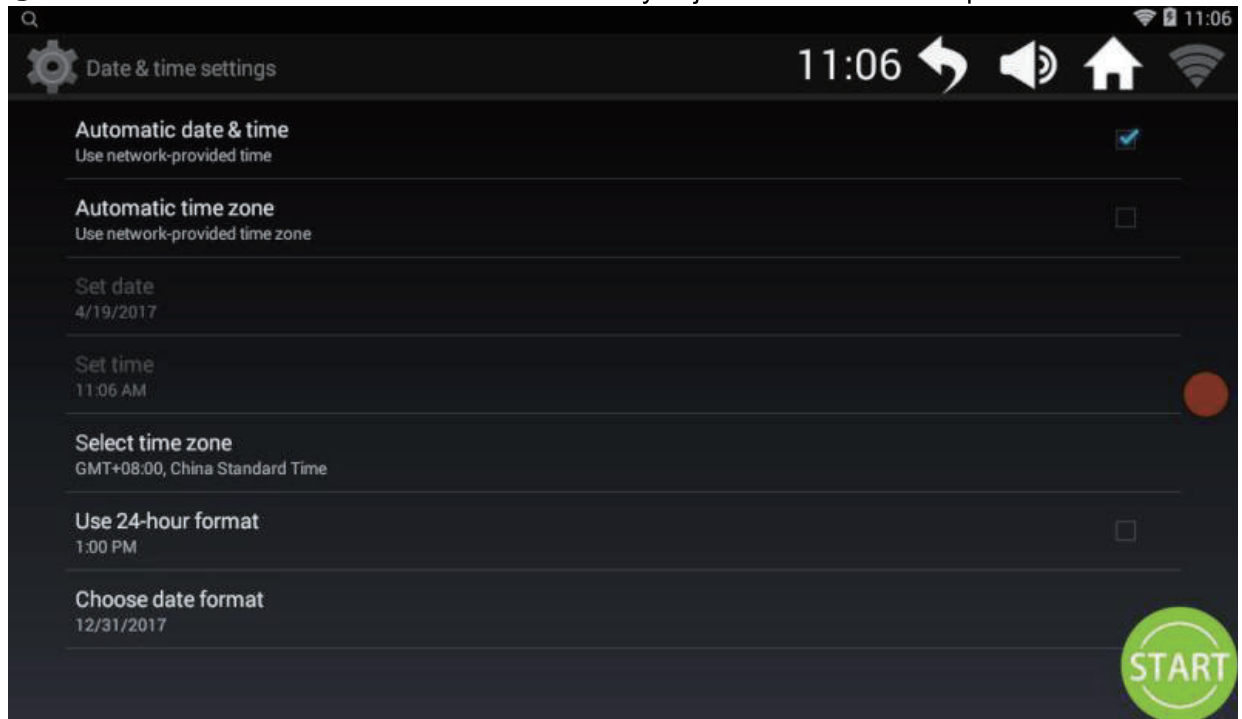 11:06
Date & time settings
11:06
Automatic date & time
Use network-provided time
Automatic time zone
Use network-provided time zone
Set date
4/19/2017
Set time
11:06 AM
Select time zone
GMT+08:00, China Standard Time
Use 24-hour format
1:00 PM
Choose date format
12/31/2017
START